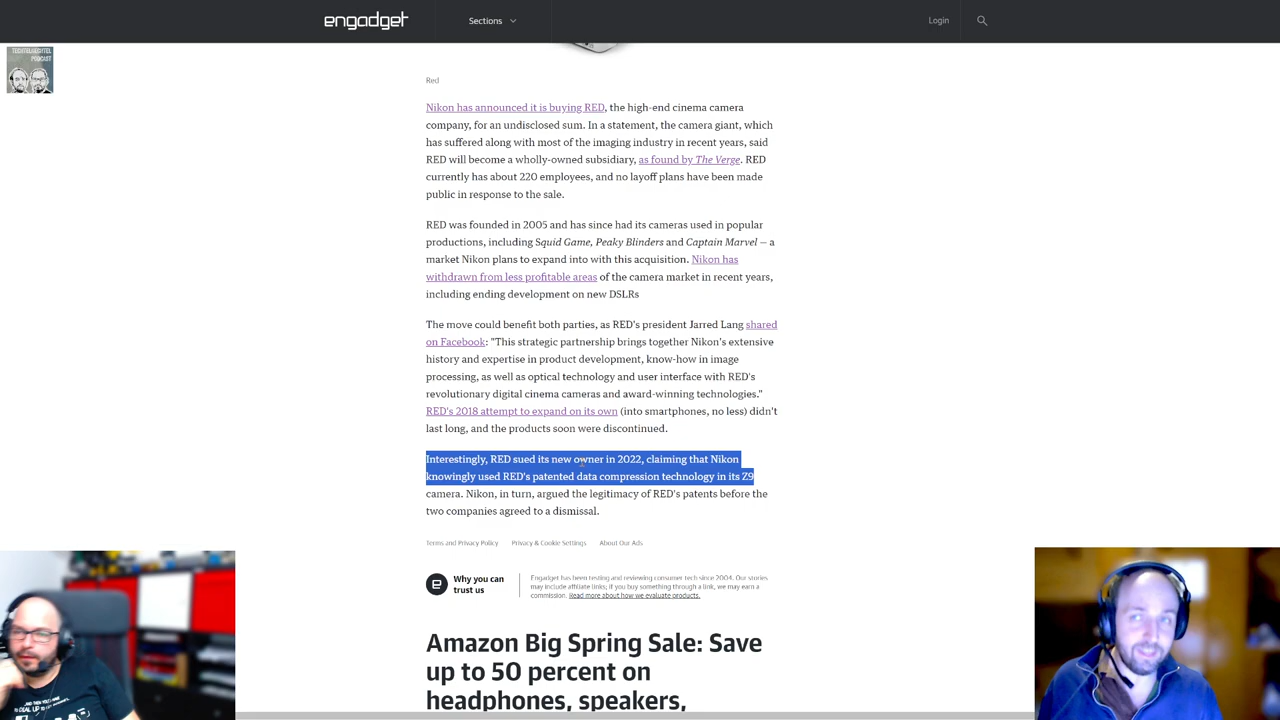 engadget
Sections
Login
TECHTELMECHTEL
PODCAST
Red
Nikon has announced it is buying RED, the high-end cinema camera
company, for an undisclosed sum. In a statement, the camera giant, which
has suffered along with most of the imaging industry in recent years, said
RED will become a wholly-owned subsidiary, as found by The Verge. RED
currently has about 220 employees, and no layoff plans have been made
public in response to the sale.
RED was founded in 2005 and has since had its cameras used in popular
productions, including Squid Game, Peaky Blinders and Captain Marvel — a
market Nikon plans to expand into with this acquisition. Nikon has
withdrawn from less profitable areas of the camera market in recent years,
including ending development on new DSLRs
The move could benefit both parties, as RED's president Jarred Lang shared
on Facebook: "This strategic partnership brings together Nikon's extensive
history and expertise in product development, know-how in image
processing, as well as optical technology and user interface with RED's
revolutionary digital cinema cameras and award-winning technologies."
RED's 2018 attempt to expand on its own (into smartphones, no less) didn't
last long, and the products soon were discontinued.
Interestingly, RED sued its new owner in 2022, claiming that Nikon
knowingly used RED's patented data compression technology in its Z9
camera. Nikon, in turn, argued the legitimacy of RED's patents before the
two companies agreed to a dismissal.
Terms and Privacy Policy Privacy & Cookie Settings About Our Ads
Why you can
trust us
Engadget has been testing and reviewing consumer tech since 2004. Our stories
may include affiliate links; if you buy something through a link, we may earn a
commission. Read more about how we evaluate products.
Amazon Big Spring Sale: Save
up to 50 percent on
headphones, speakers,